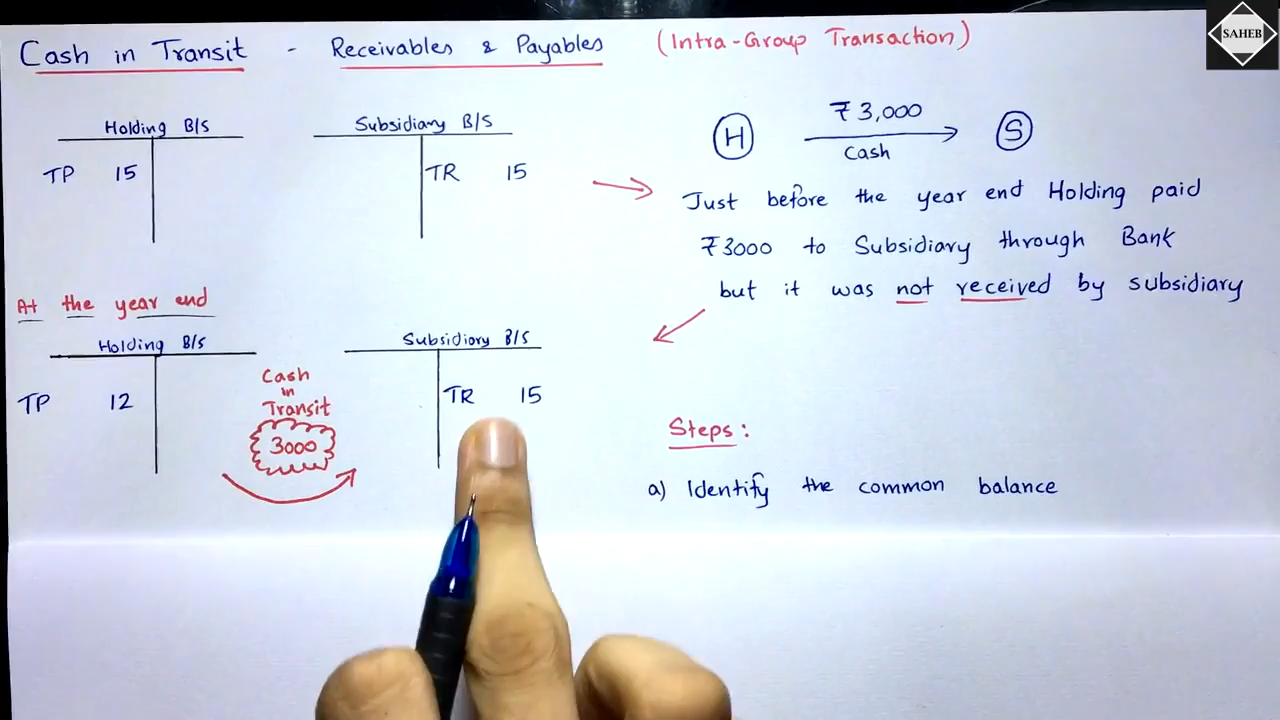 Cash in Transit - Receivables & Payables (Intra-Group Transaction)
SAHEB
Holding B/S
TP 15
Subsidiary B/S
TR 15
H ₹3,000 Cash S
Just before the year end Holding paid
₹3000 to Subsidiary through Bank
but it was not received by subsidiary
At the year end
Holding B/S
TP 12
Cash
in
Transit
3000
Subsidiary B/S
TR 15
Steps:
a) Identify the common balance